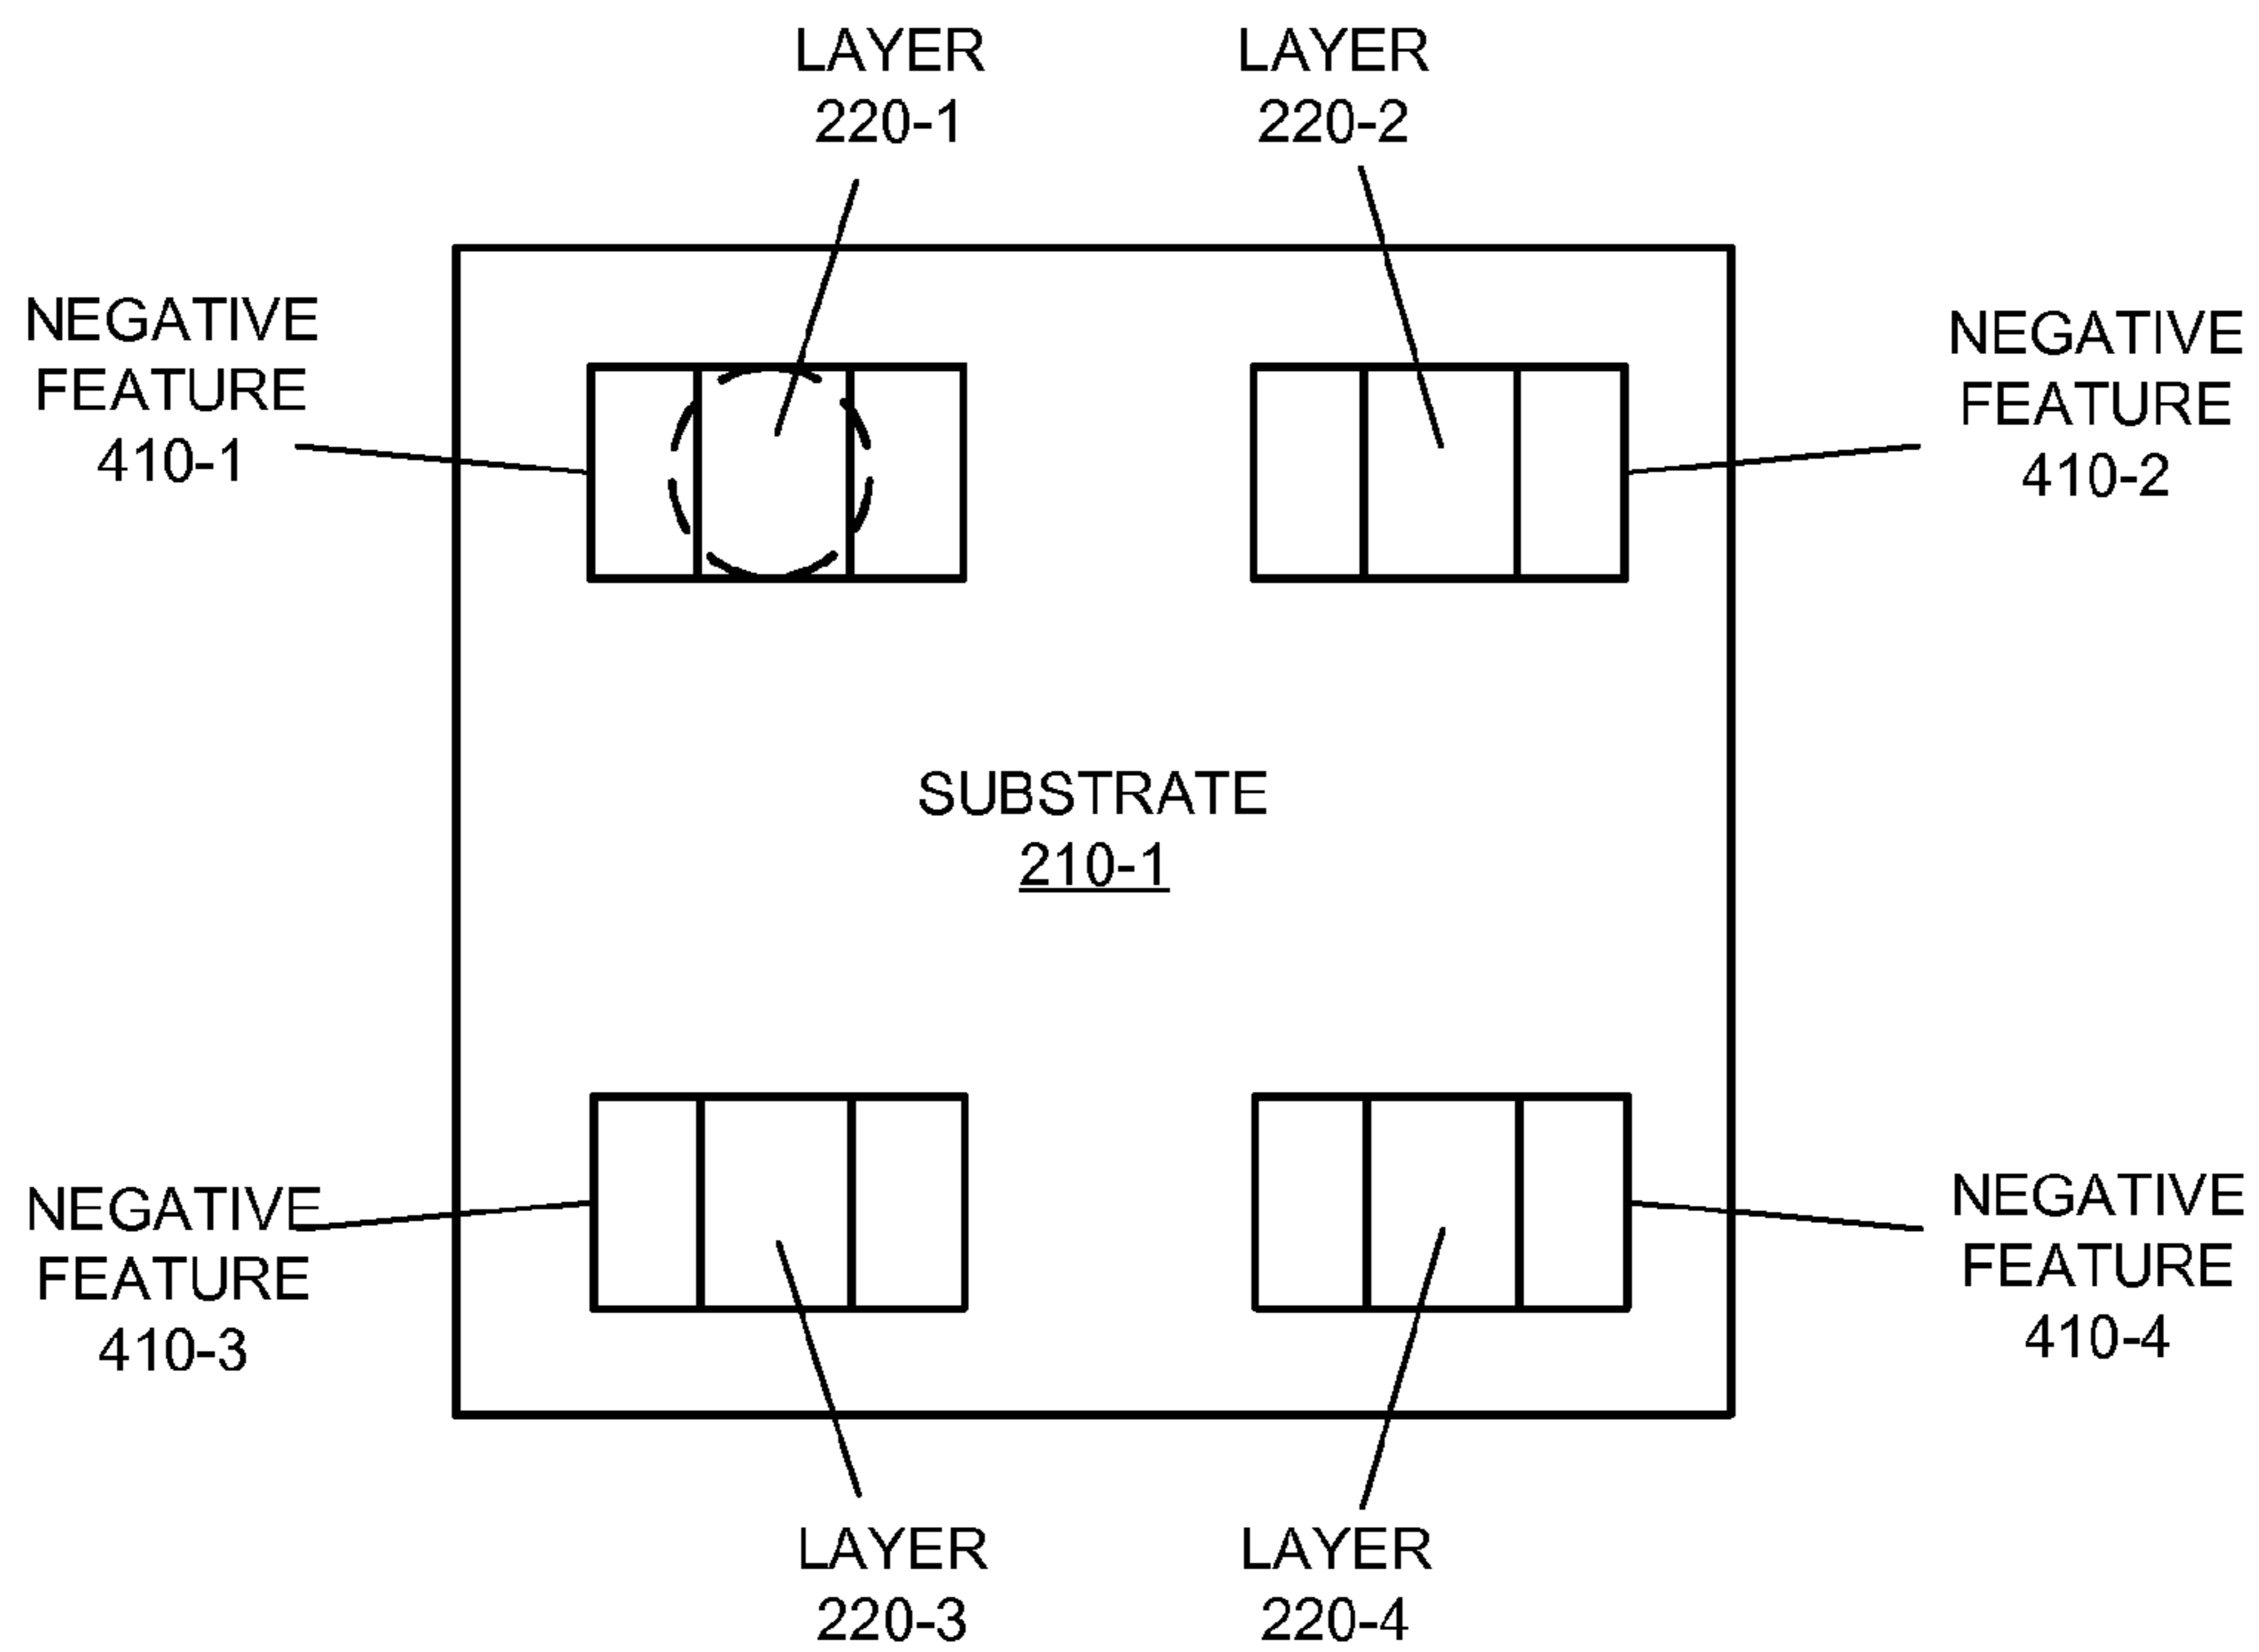 LAYER
220-1
LAYER
220-2
NEGATIVE
FEATURE
410-1
NEGATIVE
FEATURE
410-2
SUBSTRATE
210-1
NEGATIVE
FEATURE
410-3
NEGATIVE
FEATURE
410-4
LAYER
220-3
LAYER
220-4